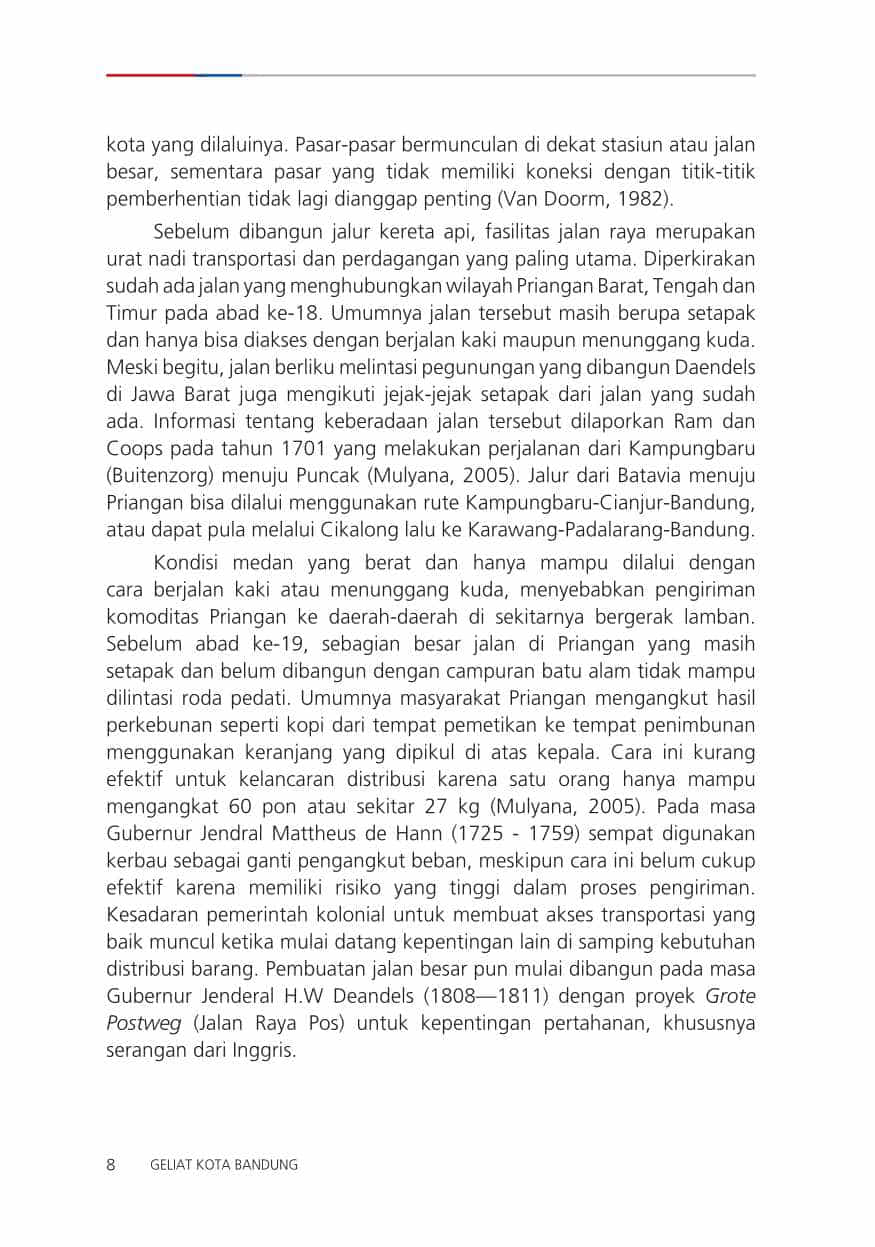 kota yang dilaluinya. Pasar-pasar bermunculan di dekat stasiun atau jalan
besar, sementara pasar yang tidak memiliki koneksi dengan titik-titik
pemberhentian tidak lagi dianggap penting (Van Doorm, 1982).
Sebelum dibangun jalur kereta api, fasilitas jalan raya merupakan
urat nadi transportasi dan perdagangan yang paling utama. Diperkirakan
sudah ada jalan yang menghubungkan wilayah Priangan Barat, Tengah dan
Timur pada abad ke-18. Umumnya jalan tersebut masih berupa setapak
dan hanya bisa diakses dengan berjalan kaki maupun menunggang kuda.
Meski begitu, jalan berliku melintasi pegunungan yang dibangun Daendels
di Jawa Barat juga mengikuti jejak-jejak setapak dari jalan yang sudah
ada. Informasi tentang keberadaan jalan tersebut dilaporkan Ram dan
Coops pada tahun 1701 yang melakukan perjalanan dari Kampungbaru
(Buitenzorg) menuju Puncak (Mulyana, 2005). Jalur dari Batavia menuju
Priangan bisa dilalui menggunakan rute Kampungbaru-Cianjur-Bandung,
atau dapat pula melalui Cikalong lalu ke Karawang-Padalarang-Bandung.
Kondisi medan yang berat dan hanya mampu dilalui dengan
cara berjalan kaki atau menunggang kuda, menyebabkan pengiriman
komoditas Priangan ke daerah-daerah di sekitarnya bergerak lamban.
Sebelum abad ke-19, sebagian besar jalan di Priangan yang masih
setapak dan belum dibangun dengan campuran batu alam tidak mampu
dilintasi roda pedati. Umumnya masyarakat Priangan mengangkut hasil
perkebunan seperti kopi dari tempat pemetikan ke tempat penimbunan
menggunakan keranjang yang dipikul di atas kepala. Cara ini kurang
efektif untuk kelancaran distribusi karena satu orang hanya mampu
mengangkat 60 pon atau sekitar 27 kg (Mulyana, 2005). Pada masa
Gubernur Jendral Mattheus de Hann (1725 - 1759) sempat digunakan
kerbau sebagai ganti pengangkut beban, meskipun cara ini belum cukup
efektif karena memiliki risiko yang tinggi dalam proses pengiriman.
Kesadaran pemerintah kolonial untuk membuat akses transportasi yang
baik muncul ketika mulai datang kepentingan lain di samping kebutuhan
distribusi barang. Pembuatan jalan besar pun mulai dibangun pada masa
Gubernur Jenderal H.W Deandels (1808—1811) dengan proyek Grote
Postweg (Jalan Raya Pos) untuk kepentingan pertahanan, khususnya
serangan dari Inggris.
8 GELIAT KOTA BANDUNG